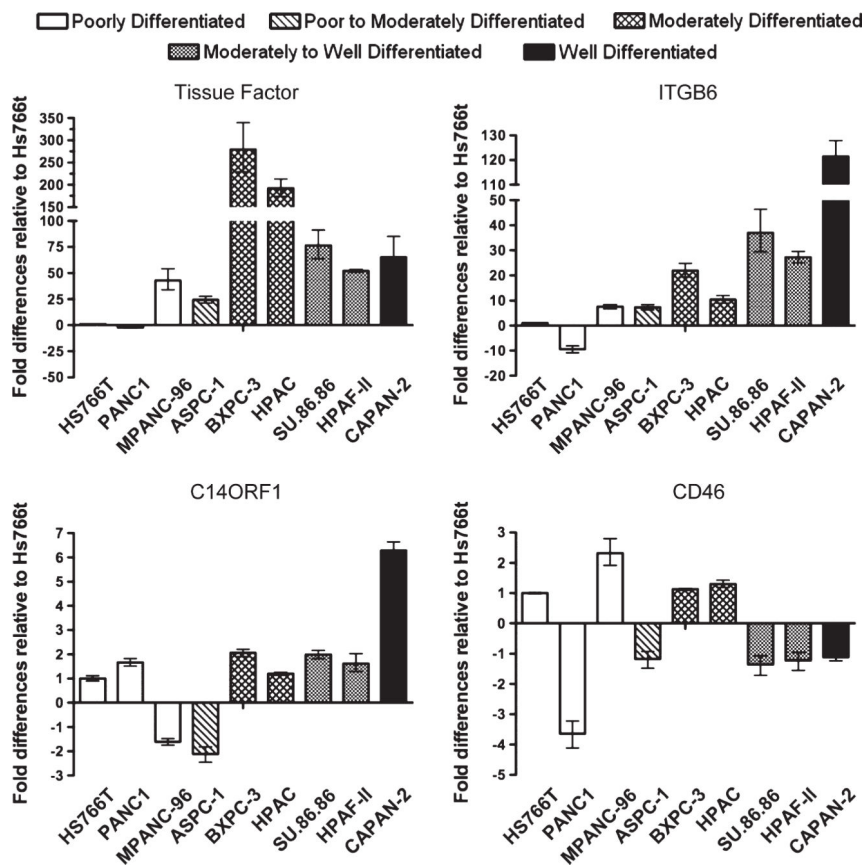 Poorly Differentiated Poor to Moderately Differentiated Moderately Differentiated
Moderately to Well Differentiated Well Differentiated
Tissue Factor
Fold differences relative to Hs766t
350
300
250
200
150
100
75
50
25
0
-25
-50
HS766T
PANC1
MPANC-96
ASPC-1
BXPC-3
HPAC
SU.86.86
HPAF-II
CAPAN-2
ITGB6
Fold differences relative to Hs766t
130
120
110
50
40
30
20
10
0
-10
-20
HS766T
PANC1
MPANC-96
ASPC-1
BXPC-3
HPAC
SU.86.86
HPAF-II
CAPAN-2
C14ORF1
Fold differences relative to Hs766t
7
6
5
4
3
2
1
0
-1
-2
-3
HS766T
PANC1
MPANC-96
ASPC-1
BXPC-3
HPAC
SU.86.86
HPAF-II
CAPAN-2
CD46
Fold differences relative to Hs766t
3
2
1
0
-1
-2
-3
-4
-5
HS766T
PANC1
MPANC-96
ASPC-1
BXPC-3
HPAC
SU.86.86
HPAF-II
CAPAN-2